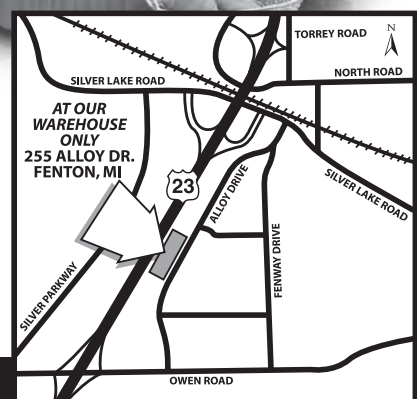 TORREY ROAD
N
NORTH ROAD
SILVER LAKE ROAD
AT OUR
WAREHOUSE
ONLY
255 ALLOY DR.
FENTON, MI
23
ALLOY DRIVE
SILVER LAKE ROAD
FENWAY DRIVE
SILVER PARKWAY
OWEN ROAD